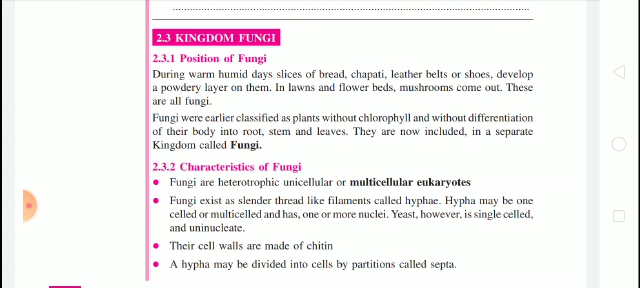 2.3 KINGDOM FUNGI
2.3.1 Position of Fungi
During warm humid days slices of bread, chapati, leather belts or shoes, develop
a powdery layer on them. In lawns and flower beds, mushrooms come out. These
are all fungi.
Fungi were earlier classified as plants without chlorophyll and without differentiation
of their body into root, stem and leaves. They are now included, in a separate
Kingdom called Fungi.
2.3.2 Characteristics of Fungi
• Fungi are heterotrophic unicellular or multicellular eukaryotes
• Fungi exist as slender thread like filaments called hyphae. Hypha may be one
celled or multicelled and has, one or more nuclei. Yeast, however, is single celled,
and uninucleate.
• Their cell walls are made of chitin
• A hypha may be divided into cells by partitions called septa.